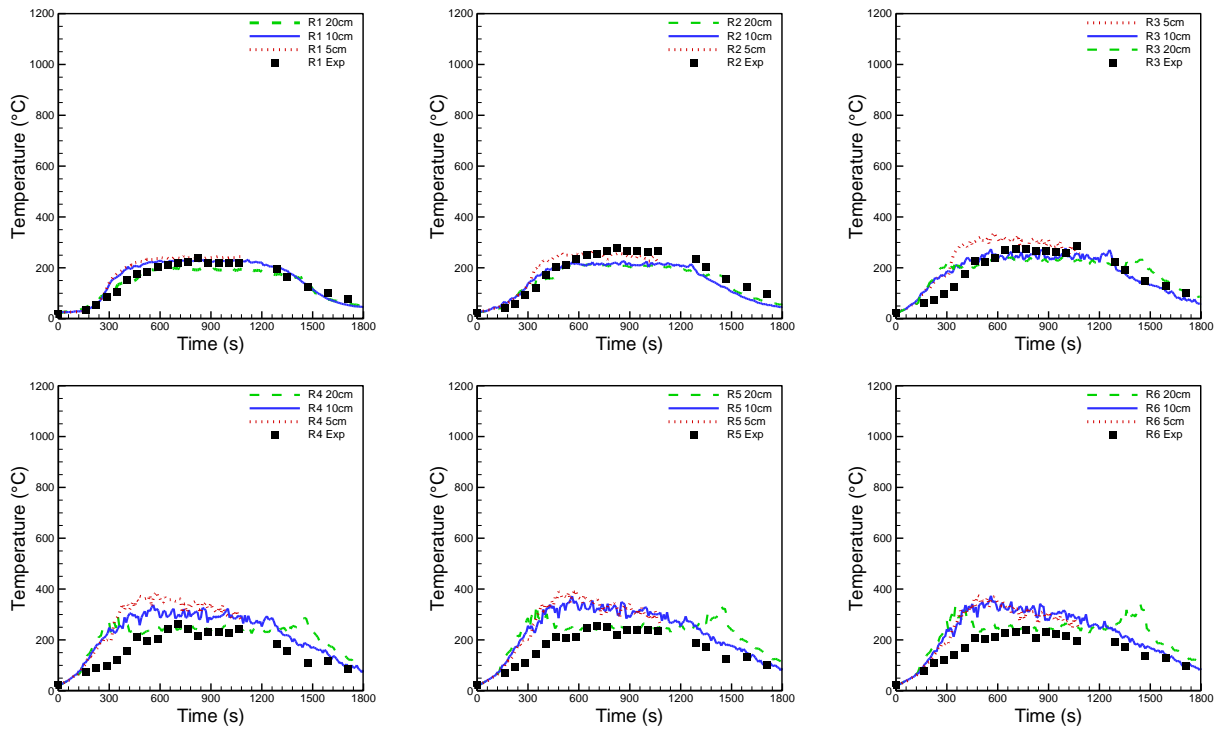 1200
1000
800
600
400
200
0
Temperature (°C)
0 300 600 900 1200 1500 1800
Time (s)
R1 20cm
R1 10cm
R1 5cm
R1 Exp
1200
1000
800
600
400
200
0
Temperature (°C)
0 300 600 900 1200 1500 1800
Time (s)
R2 20cm
R2 10cm
R2 5cm
R2 Exp
1200
1000
800
600
400
200
0
Temperature (°C)
0 300 600 900 1200 1500 1800
Time (s)
R3 5cm
R3 10cm
R3 20cm
R3 Exp
1200
1000
800
600
400
200
0
Temperature (°C)
0 300 600 900 1200 1500 1800
Time (s)
R4 20cm
R4 10cm
R4 5cm
R4 Exp
1200
1000
800
600
400
200
0
Temperature (°C)
0 300 600 900 1200 1500 1800
Time (s)
R5 20cm
R5 10cm
R5 5cm
R5 Exp
1200
1000
800
600
400
200
0
Temperature (°C)
0 300 600 900 1200 1500 1800
Time (s)
R6 20cm
R6 10cm
R6 5cm
R6 Exp